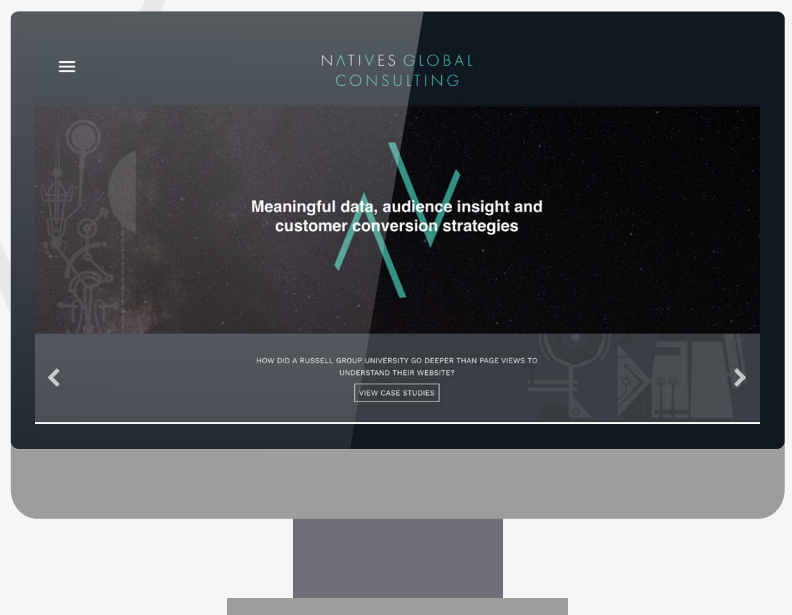 NATIVES GLOBAL
CONSULTING
Meaningful data, audience insight and
customer conversion strategies
HOW DID A RUSSELL GROUP UNIVERSITY GO DEEPER THAN PAGE VIEWS TO
UNDERSTAND THEIR WEBSITE?
VIEW CASE STUDIES